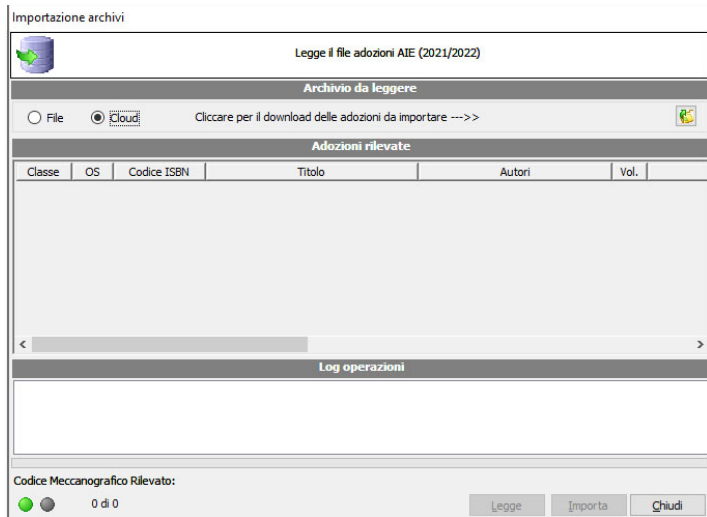 Importazione archivi
Legge il file adozioni AIE (2021/2022)
Archivio da leggere
File Cloud Cliccare per il download delle adozioni da importare --->>
Adozioni rilevate
Classe OS Codice ISBN Titolo Autori Vol.
Log operazioni
Codice Meccanografico Rilevato:
0 di 0 Legge Importa Chiudi